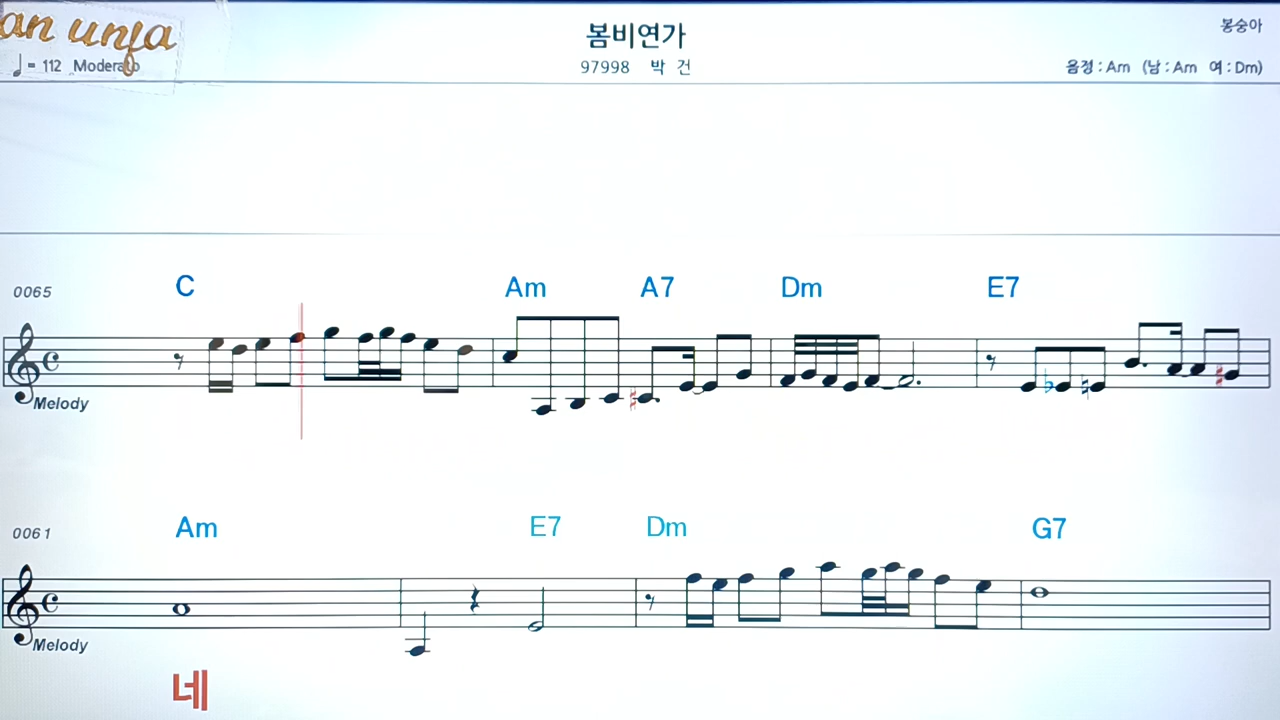 an unfa
봄비연가
봉숭아
♩= 112 Moderato
97998 박 건
음정 : Am (남 : Am 여 : Dm)
C Am A7 Dm E7
0065
Melody
Am E7 Dm G7
0061
Melody
네